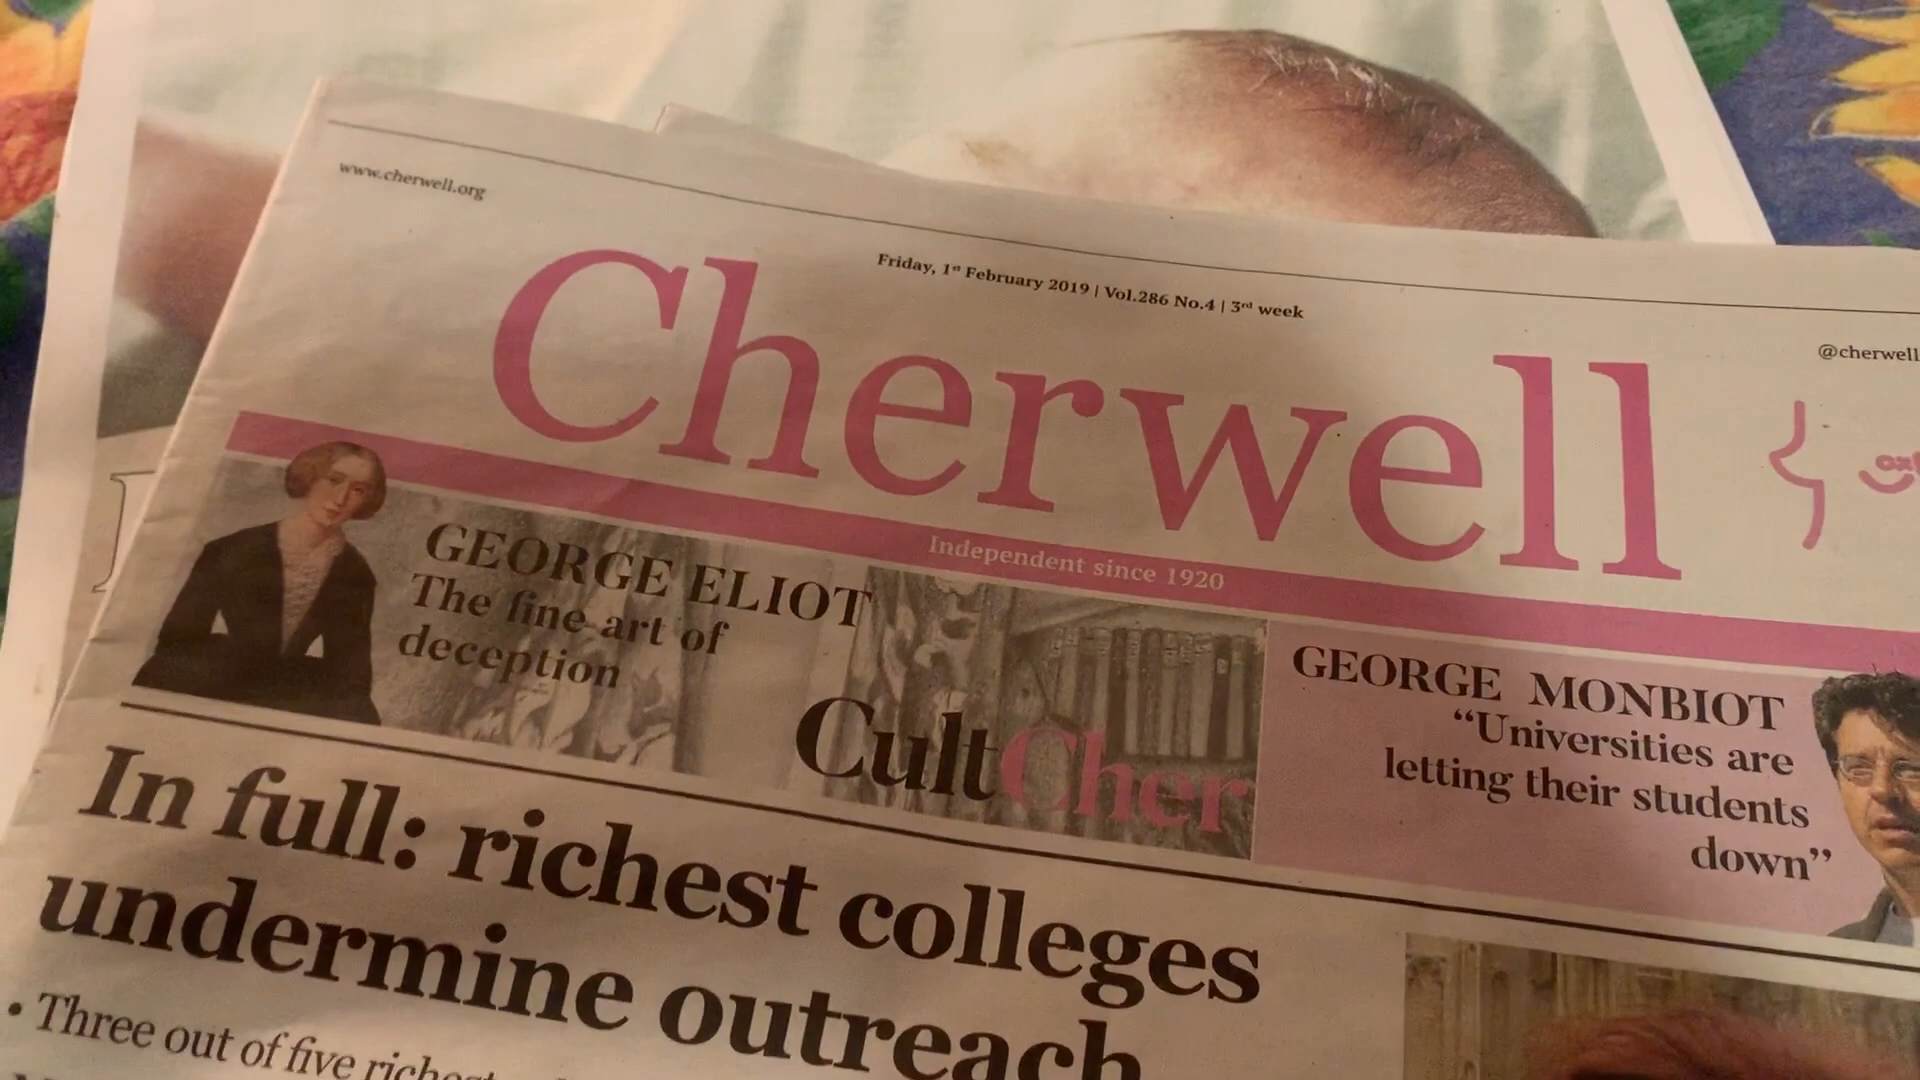 www.cherwell.org
Friday, 1st February 2019 | Vol.286 No.4 | 3rd week
@cherwell
Cherwell
Independent since 1920
GEORGE ELIOT
The fine art of
deception
CultCher
GEORGE MONBIOT
“Universities are
letting their students
down”
In full: richest colleges
undermine outreach
• Three out of five richest